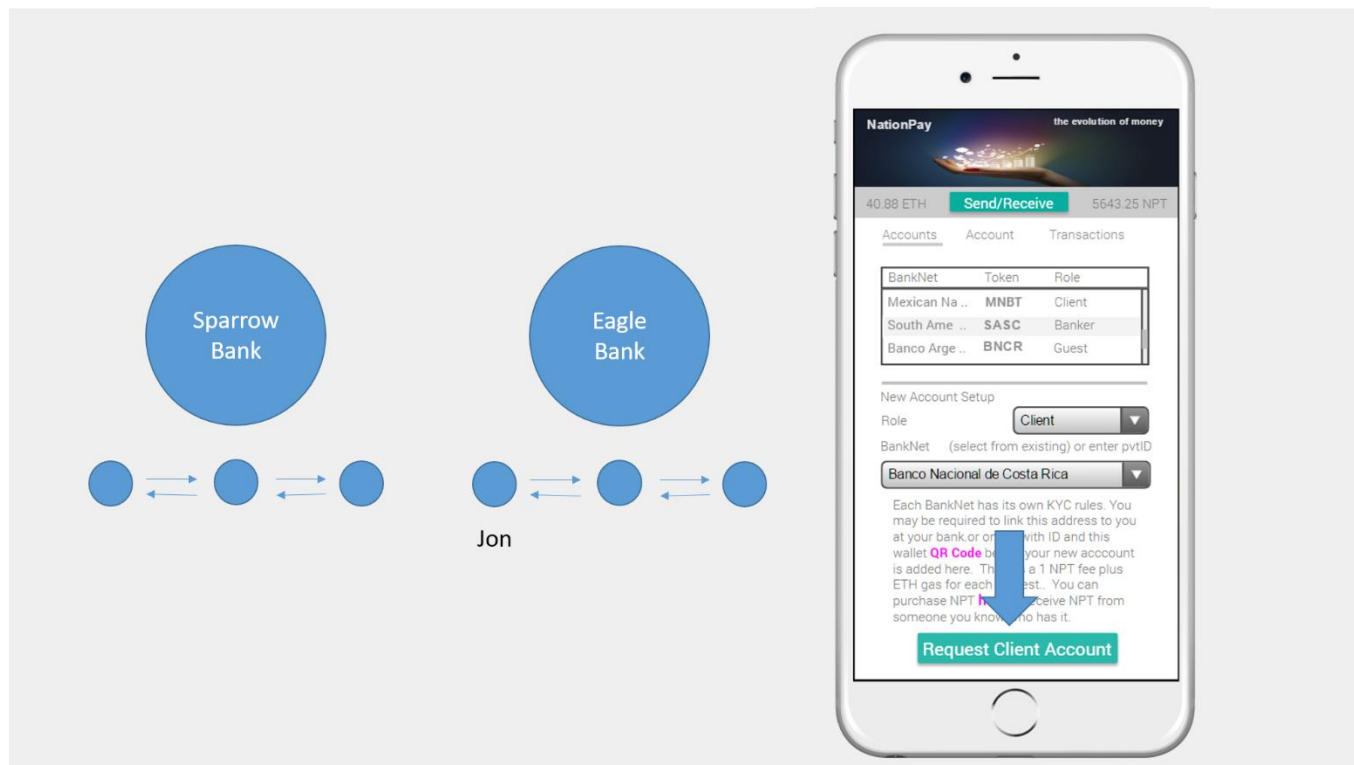 Sparrow
Bank
Eagle
Bank
Jon
NationPay
the evolution of money
40.88 ETH Send/Receive 5643.25 NPT
Accounts Account Transactions
BankNet Token Role
Mexican Na .. MNBT Client
South Ame .. SASC Banker
Banco Arge .. BNCR Guest
New Account Setup
Role Client
BankNet (select from existing) or enter pvtID
Banco Nacional de Costa Rica
Each BankNet has its own KYC rules. You
may be required to link this address to you
at your bank.or with ID and this
wallet QR Code your new acccount
is added here. a 1 NPT fee plus
ETH gas for each You can
purchase NPT NPT from
someone you has it.
Request Client Account